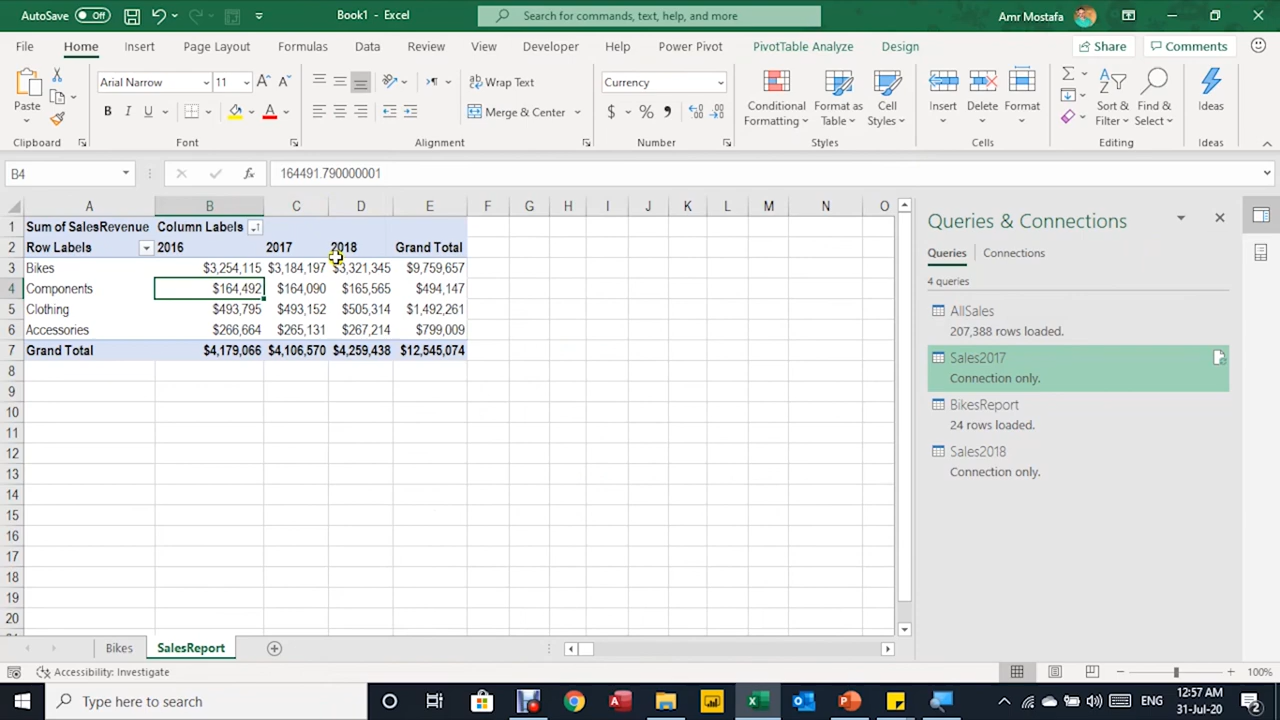 AutoSave Off Book1 - Excel Search for commands, text, help, and more Amr Mostafa
File Home Insert Page Layout Formulas Data Review View Developer Help Power Pivot PivotTable Analyze Design Share Comments
Paste Arial Narrow 11 Wrap Text Currency Conditional Formatting Format as Table Cell Styles Insert Delete Format Sort & Filter Find & Select Ideas
B I U A Merge & Center $ %
Clipboard Font Alignment Number Styles Cells Editing Ideas
B4 fx 164491.790000001
A B C D E F G H I J K L M N O
1 Sum of SalesRevenue Column Labels
2 Row Labels 2016 2017 2018 Grand Total
3 Bikes $3,254,115 $3,184,197 $3,321,345 $9,759,657
4 Components $164,492 $164,090 $165,565 $494,147
5 Clothing $493,795 $493,152 $505,314 $1,492,261
6 Accessories $266,664 $265,131 $267,214 $799,009
7 Grand Total $4,179,066 $4,106,570 $4,259,438 $12,545,074
8
9
10
11
12
13
14
15
16
17
18
19
20
Queries & Connections
Queries Connections
4 queries
AllSales
207,388 rows loaded.
Sales2017
Connection only.
BikesReport
24 rows loaded.
Sales2018
Connection only.
Bikes SalesReport
Accessibility: Investigate 100%
Type here to search ENG 12:57 AM
31-Jul-20 2